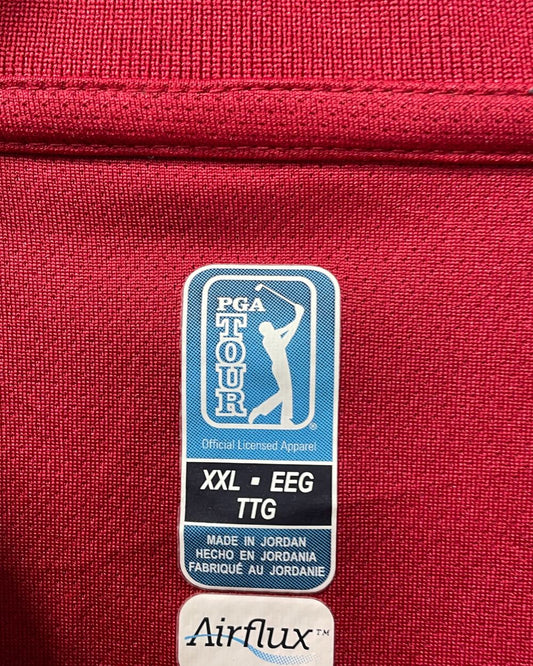 PGA
TOUR
®
Official Licensed Apparel
XXL ▪ EEG
TTG
MADE IN JORDAN
HECHO EN JORDANIA
FABRIQUÉ AU JORDANIE
Airflux™